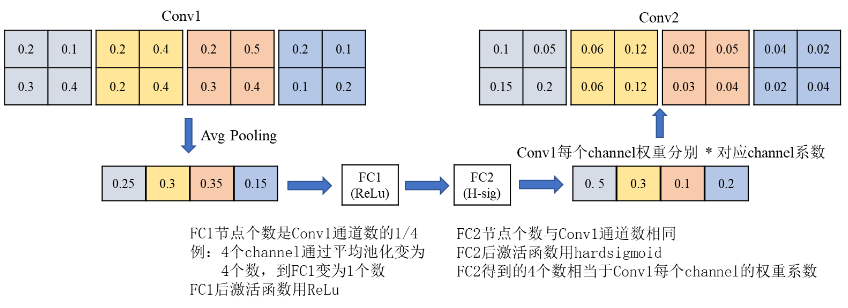 Conv1
Conv2
0.2 0.1 0.2 0.4 0.2 0.5 0.2 0.1
0.3 0.4 0.2 0.4 0.3 0.4 0.1 0.2
0.1 0.05 0.06 0.12 0.02 0.05 0.04 0.02
0.15 0.2 0.06 0.12 0.03 0.04 0.02 0.04
Avg Pooling
Conv1每个channel权重分别 * 对应channel系数
0.25 0.3 0.35 0.15
FC1
(ReLu)
FC2
(H-sig)
0. 5 0.3 0.1 0.2
FC1节点个数是Conv1通道数的1/4
例：4个channel通过平均池化变为
4个数，到FC1变为1个数
FC1后激活函数用ReLu
FC2节点个数与Conv1通道数相同
FC2后激活函数用hardsigmoid
FC2得到的4个数相当于Conv1每个channel的权重系数